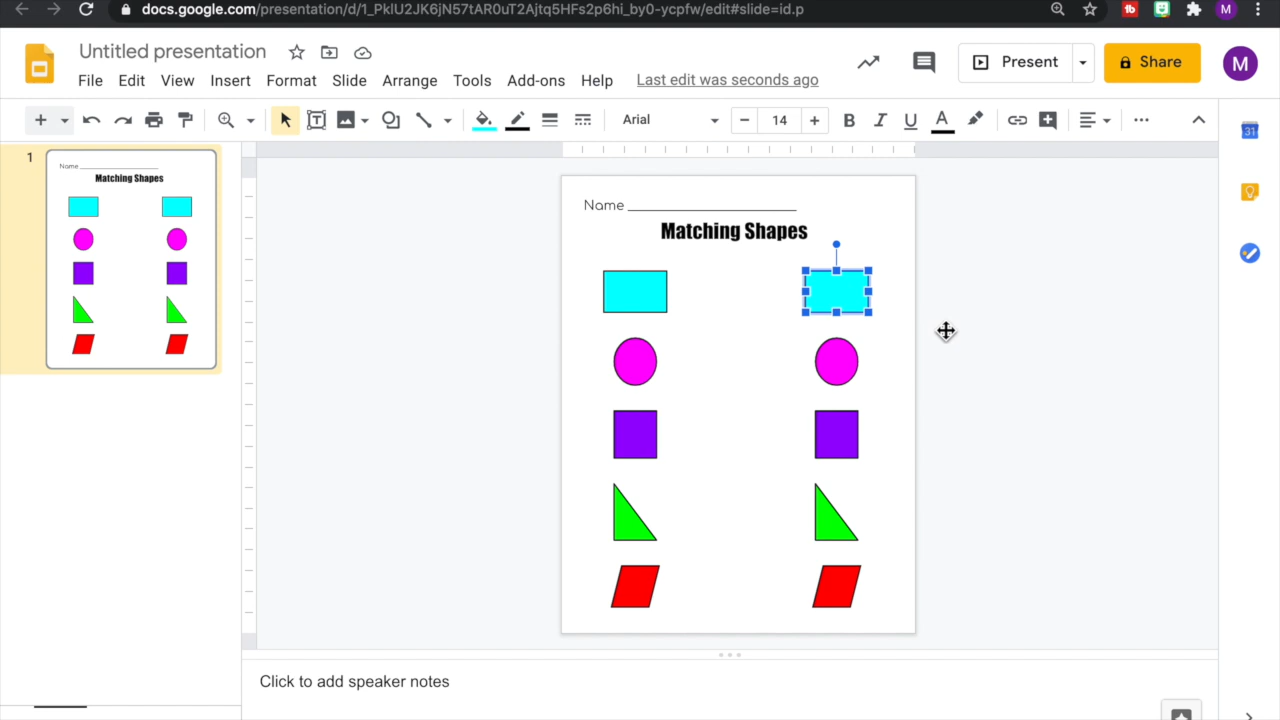 docs.google.com/presentation/d/1_PklU2JK6jN57tAR0uT2Ajtq5HFs2p6hi_by0-ycpfw/edit#slide=id.p
M
Untitled presentation
File Edit View Insert Format Slide Arrange Tools Add-ons Help Last edit was seconds ago
Present
Share
M
Arial
14
B I U A
31
1
Name
Matching Shapes
Name
Matching Shapes
Click to add speaker notes